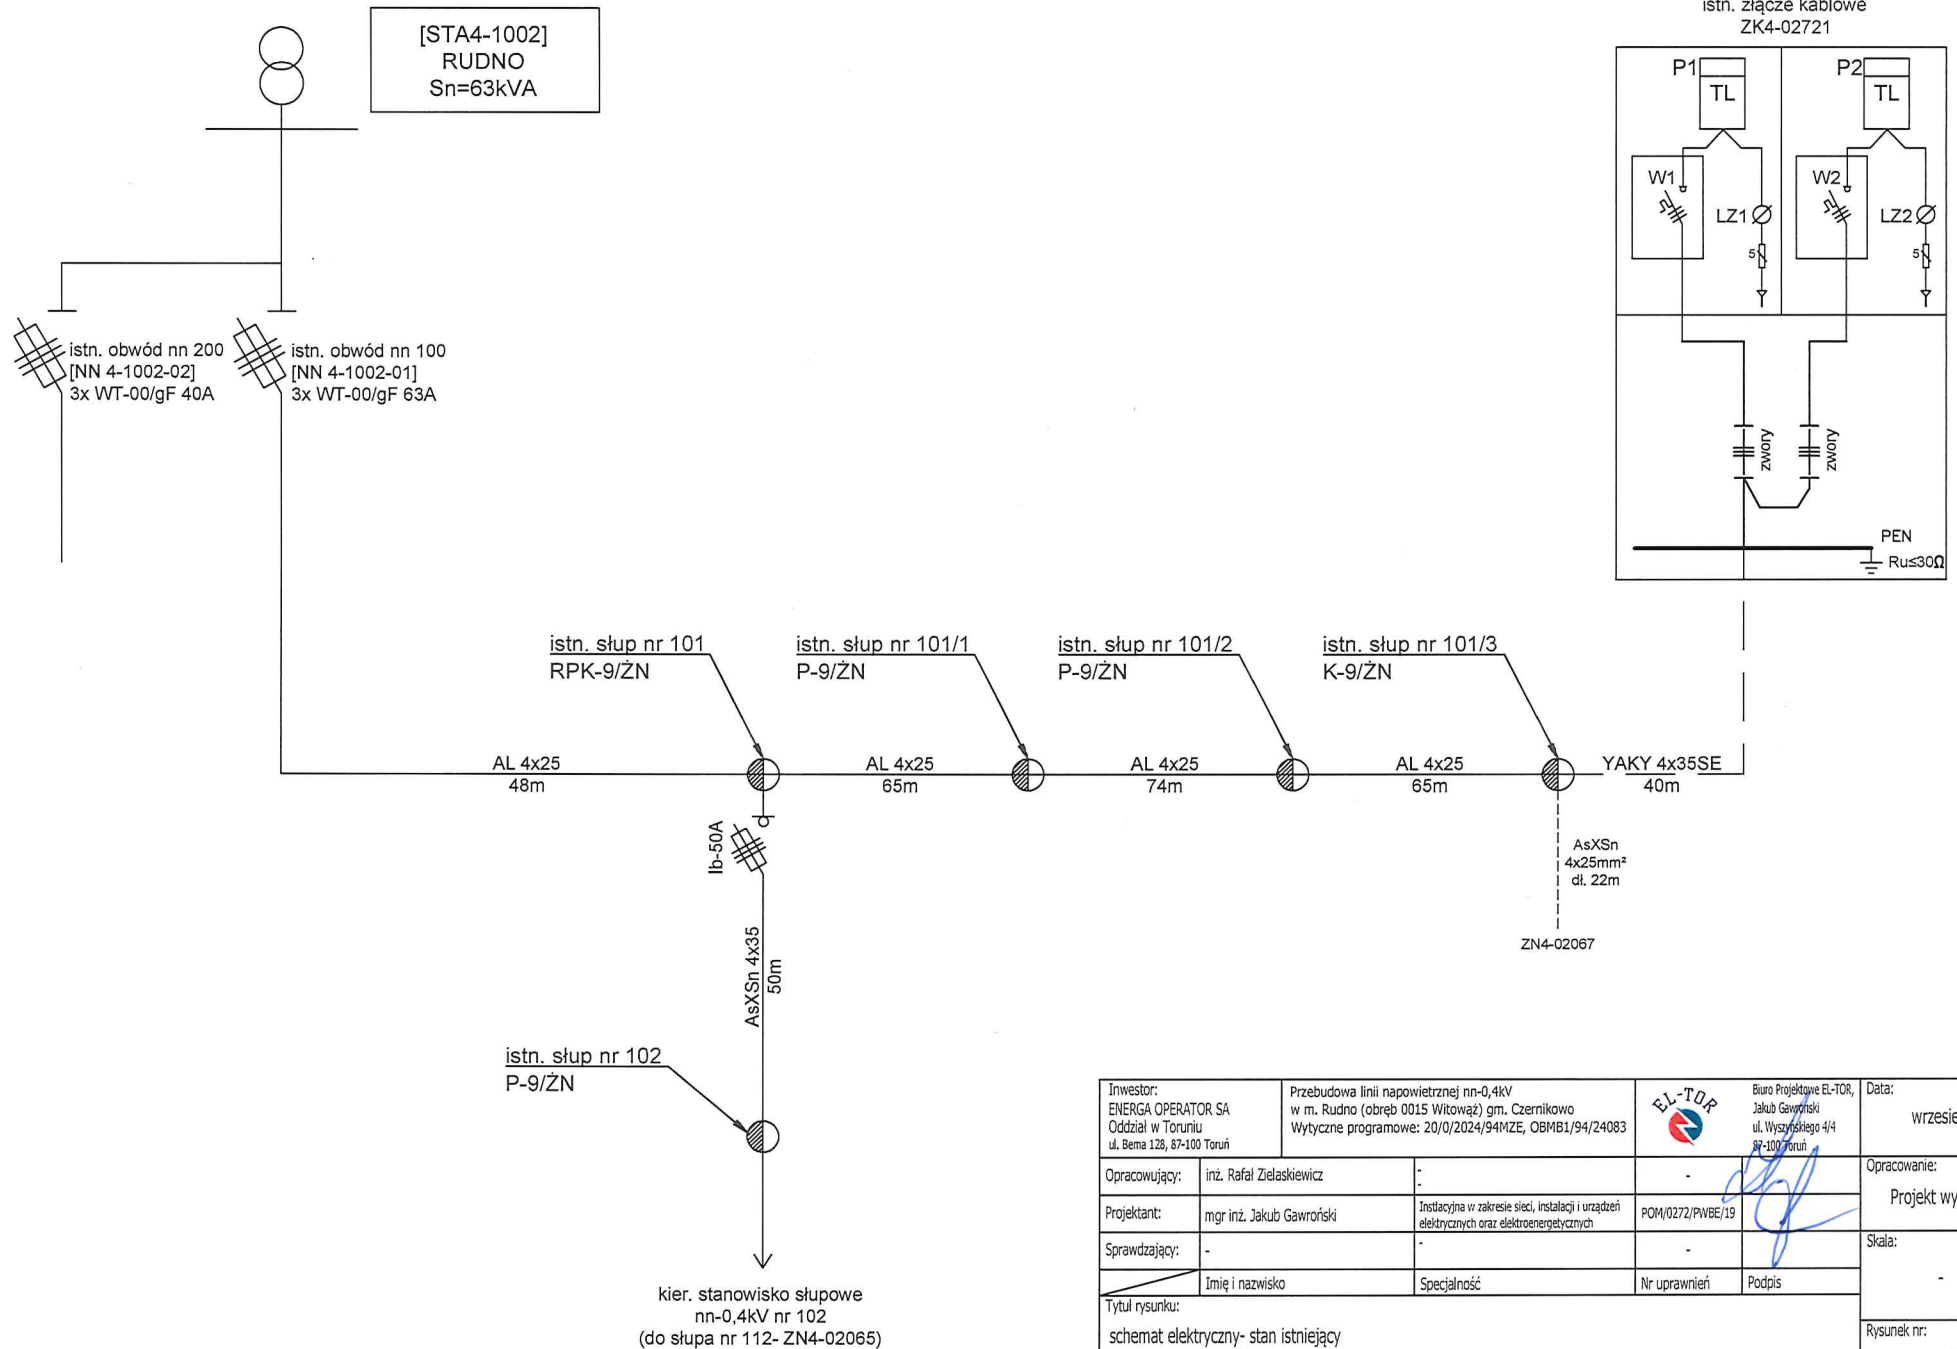 [STA4-1002]
RUDNO
Sn=63kVA
istn. złącze kablowe
ZK4-02721
P1
TL
P2
TL
W1
LZ1
5
W2
LZ2
5
zwory
zwory
PEN
Ru≤30Ω
istn. obwód nn 200
[NN 4-1002-02]
3x WT-00/gF 40A
istn. obwód nn 100
[NN 4-1002-01]
3x WT-00/gF 63A
istn. słup nr 101
RPK-9/ŻN
istn. słup nr 101/1
P-9/ŻN
istn. słup nr 101/2
P-9/ŻN
istn. słup nr 101/3
K-9/ŻN
AL 4x25
48m
AL 4x25
65m
AL 4x25
74m
AL 4x25
65m
YAKY 4x35SE
40m
Ib-50A
AsXSn
4x25mm²
dł. 22m
ZN4-02067
AsXSn 4x35
50m
istn. słup nr 102
P-9/ŻN
kier. stanowisko słupowe
nn-0,4kV nr 102
(do słupa nr 112- ZN4-02065)
Inwestor:
ENERGA OPERATOR SA
Oddział w Toruniu
ul. Bema 128, 87-100 Toruń
Przebudowa linii napowietrznej nn-0,4kV
w m. Rudno (obręb 0015 Witowąż) gm. Czernikowo
Wytyczne programowe: 20/0/2024/94MZE, OBMB1/94/24083
EL-TOR
Biuro Projektowe EL-TOR,
Jakub Gawroński
ul. Wyszyńskiego 4/4
87-100 Toruń
Data:
wrzesie
Opracowujący:
inż. Rafał Zielaskiewicz
-
-
-
Opracowanie:
Projekt wy
Projektant:
mgr inż. Jakub Gawroński
Instlacyjna w zakresie sieci, instalacji i urządzeń
elektrycznych oraz elektroenergetycznych
POM/0272/PWBE/19
Sprawdzający:
-
-
-
Skala:
-
Imię i nazwisko
Specjalność
Nr uprawnień
Podpis
Tytuł rysunku:
schemat elektryczny- stan istniejący
Rysunek nr: